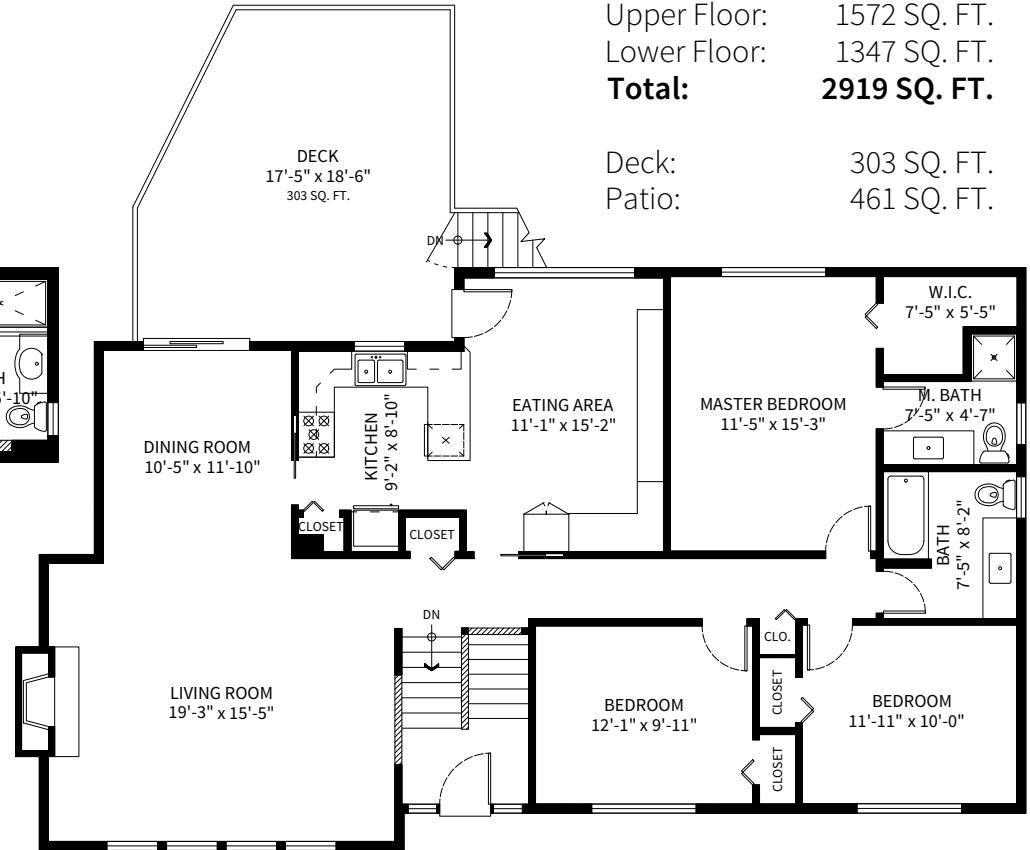 Upper Floor: 1572 SQ. FT.
Lower Floor: 1347 SQ. FT.
Total: 2919 SQ. FT.
Deck: 303 SQ. FT.
Patio: 461 SQ. FT.
DECK
17'-5" x 18'-6"
303 SQ. FT.
DN
W.I.C.
7'-5" x 5'-5"
M. BATH
7'-5" x 4'-7"
MASTER BEDROOM
11'-5" x 15'-3"
EATING AREA
11'-1" x 15'-2"
KITCHEN
9'-2" x 8'-10"
DINING ROOM
10'-5" x 11'-10"
CLOSET
CLOSET
BATH
7'-5" x 8'-2"
DN
CLO.
LIVING ROOM
19'-3" x 15'-5"
BEDROOM
12'-1" x 9'-11"
CLOSET
BEDROOM
11'-11" x 10'-0"
CLOSET